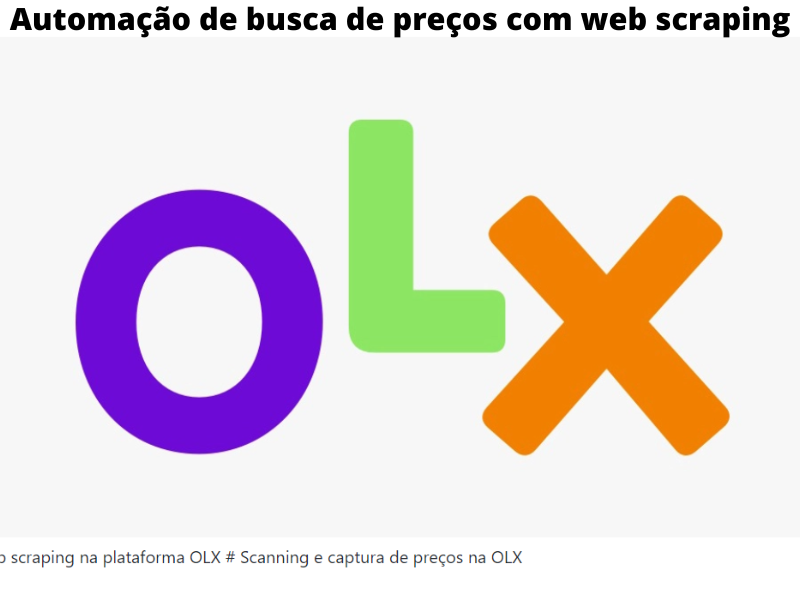 Automação de busca de preços com web scraping
OLX
scraping na plataforma OLX # Scanning e captura de preços na OLX